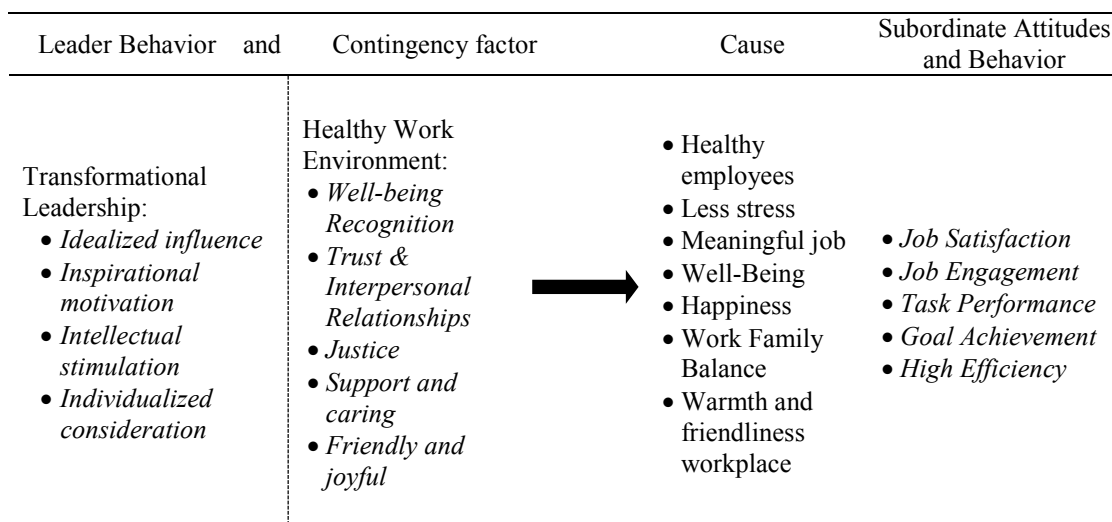 Leader Behavior and
Contingency factor
Cause
Subordinate Attitudes
and Behavior
Transformational
Leadership:
• Idealized influence
• Inspirational
motivation
• Intellectual
stimulation
• Individualized
consideration
Healthy Work
Environment:
• Well-being
Recognition
• Trust &
Interpersonal
Relationships
• Justice
• Support and
caring
• Friendly and
joyful
• Healthy
employees
• Less stress
• Meaningful job
• Well-Being
• Happiness
• Work Family
Balance
• Warmth and
friendliness
workplace
• Job Satisfaction
• Job Engagement
• Task Performance
• Goal Achievement
• High Efficiency